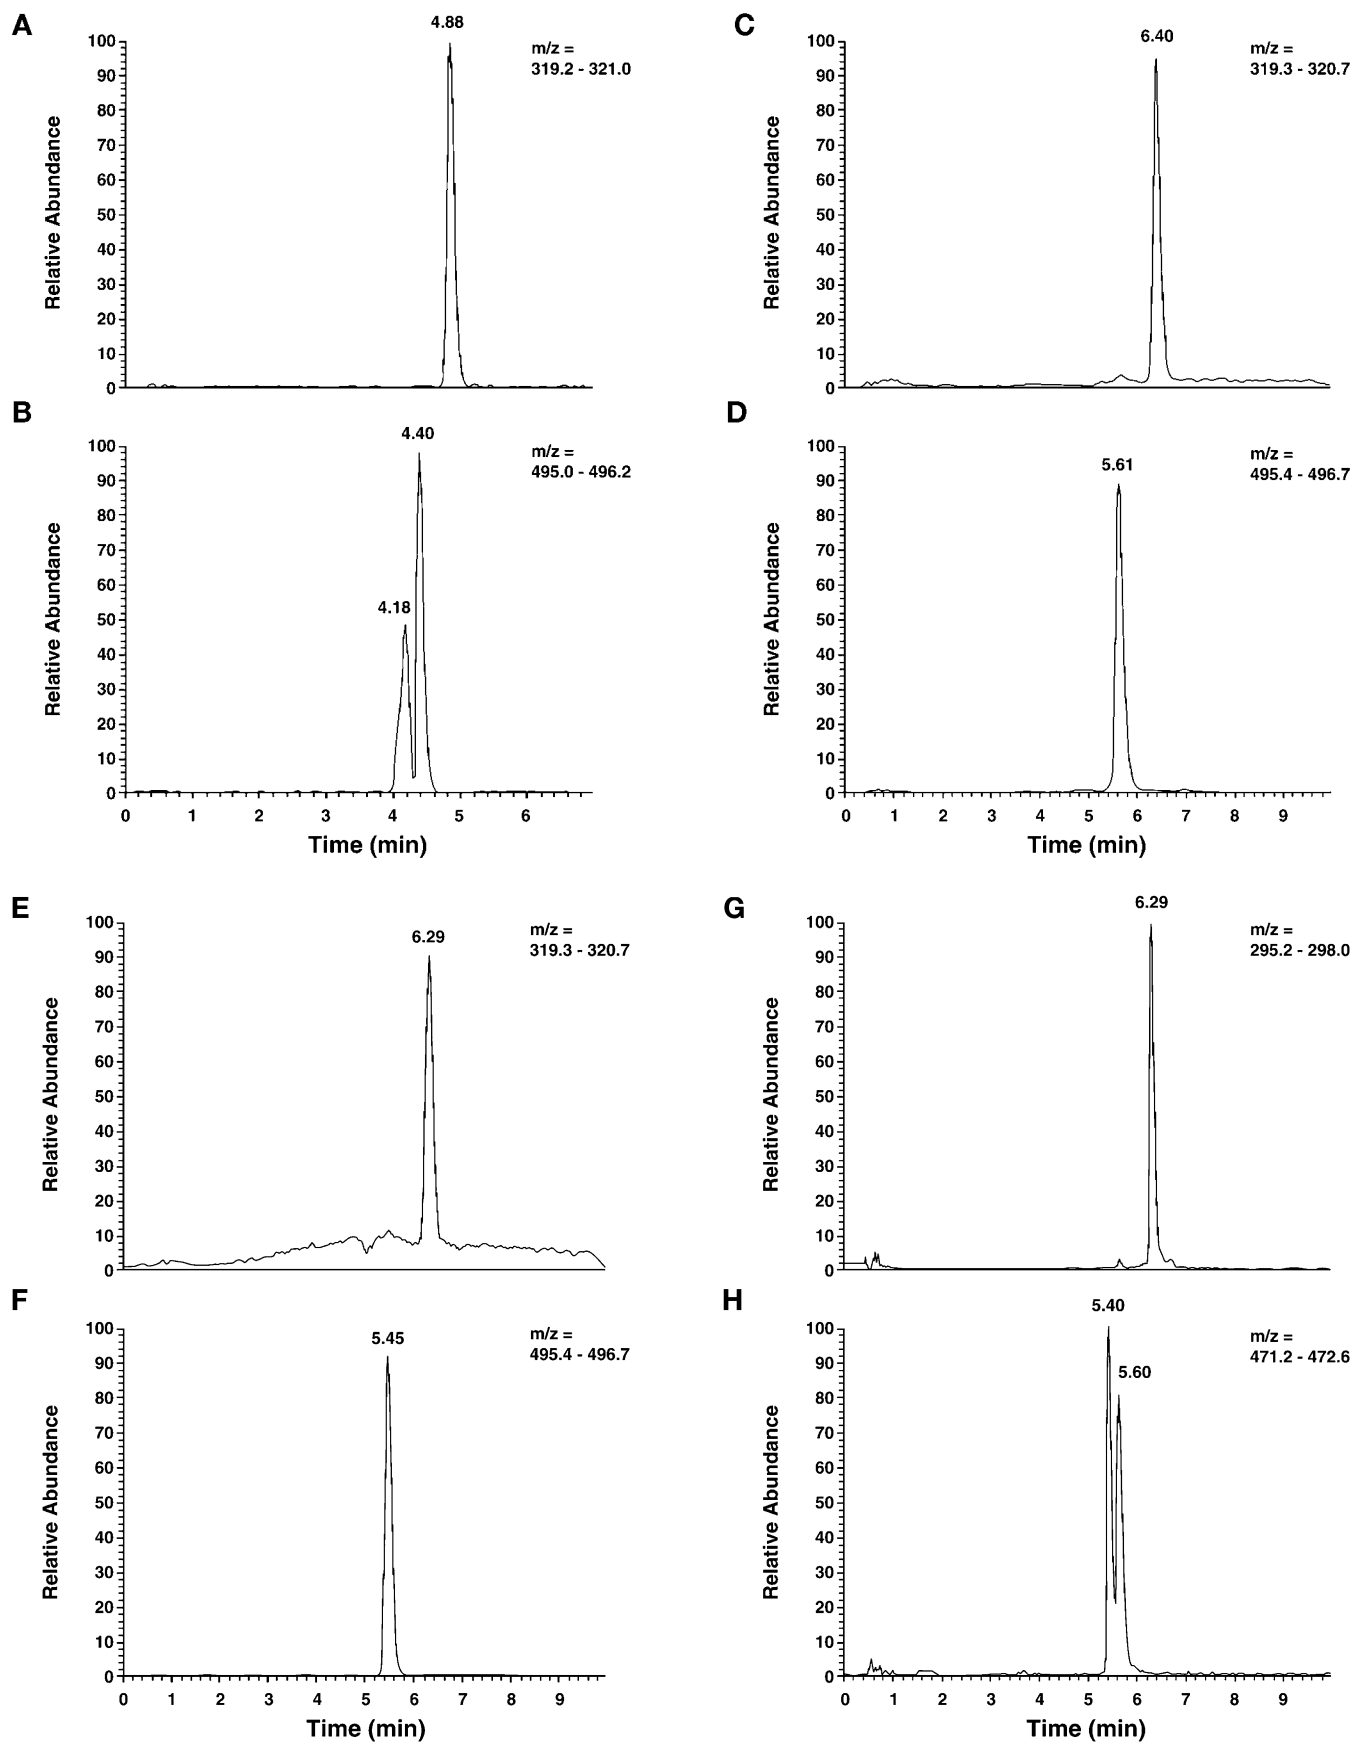 A
4.88
m/z =
319.2 - 321.0
Relative Abundance
100
90
80
70
60
50
40
30
20
10
0
C
6.40
m/z =
319.3 - 320.7
Relative Abundance
100
90
80
70
60
50
40
30
20
10
0
B
4.40
4.18
m/z =
495.0 - 496.2
Relative Abundance
100
90
80
70
60
50
40
30
20
10
0
0 1 2 3 4 5 6
Time (min)
D
5.61
m/z =
495.4 - 496.7
Relative Abundance
100
90
80
70
60
50
40
30
20
10
0
0 1 2 3 4 5 6 7 8 9
Time (min)
E
6.29
m/z =
319.3 - 320.7
Relative Abundance
100
90
80
70
60
50
40
30
20
10
0
G
6.29
m/z =
295.2 - 298.0
Relative Abundance
100
90
80
70
60
50
40
30
20
10
0
F
5.45
m/z =
495.4 - 496.7
Relative Abundance
100
90
80
70
60
50
40
30
20
10
0
0 1 2 3 4 5 6 7 8 9
Time (min)
H
5.40
5.60
m/z =
471.2 - 472.6
Relative Abundance
100
90
80
70
60
50
40
30
20
10
0
0 1 2 3 4 5 6 7 8 9
Time (min)